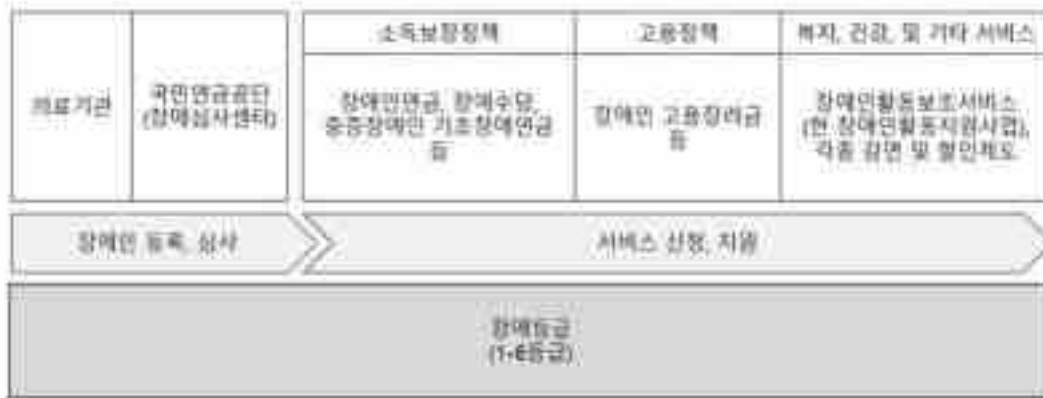 소득보장정책
고용정책
복지, 건강, 및 기타 서비스
의료기관
국민연금공단
(장애심사센터)
장애인연금, 장애수당,
중증장애인 기초장애연금
등
장애인 고용장려금
등
장애인활동보조서비스
(현 장애인활동지원사업),
각종 감면 및 할인제도
장애인 등록, 심사
서비스 신청, 지원
장애등급
(1-6등급)